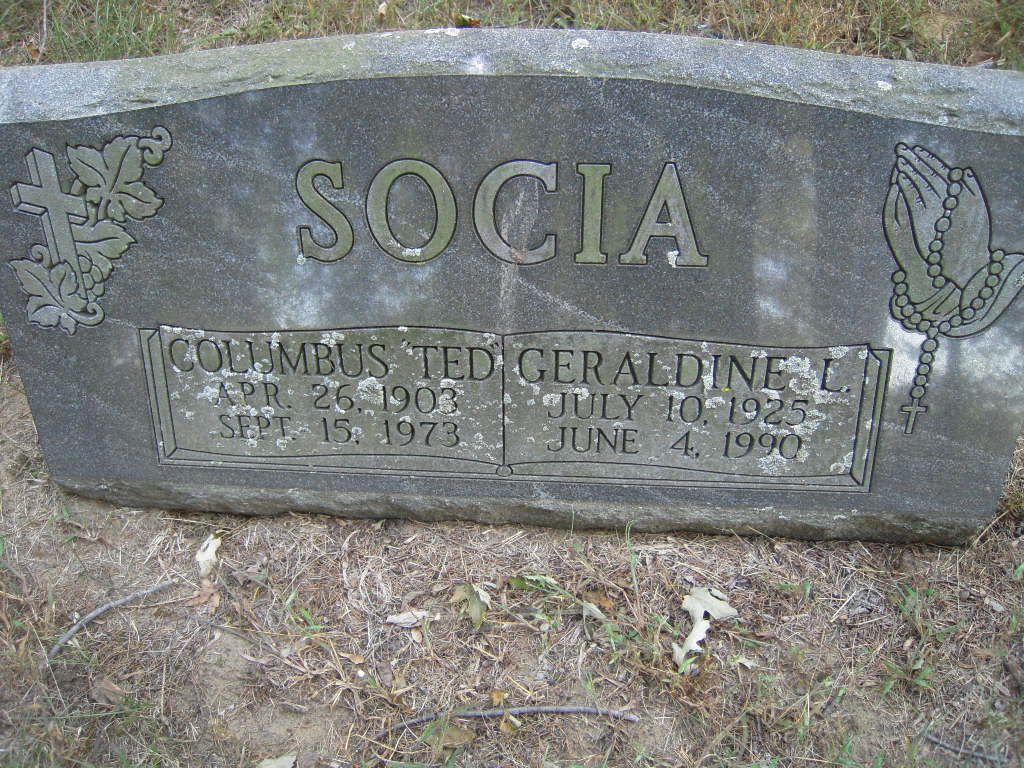 SOCIA
COLUMBUS "TED
APR. 26, 1903
SEPT. 15, 1973
GERALDINE L.
JULY 10, 1925
JUNE 4, 1990